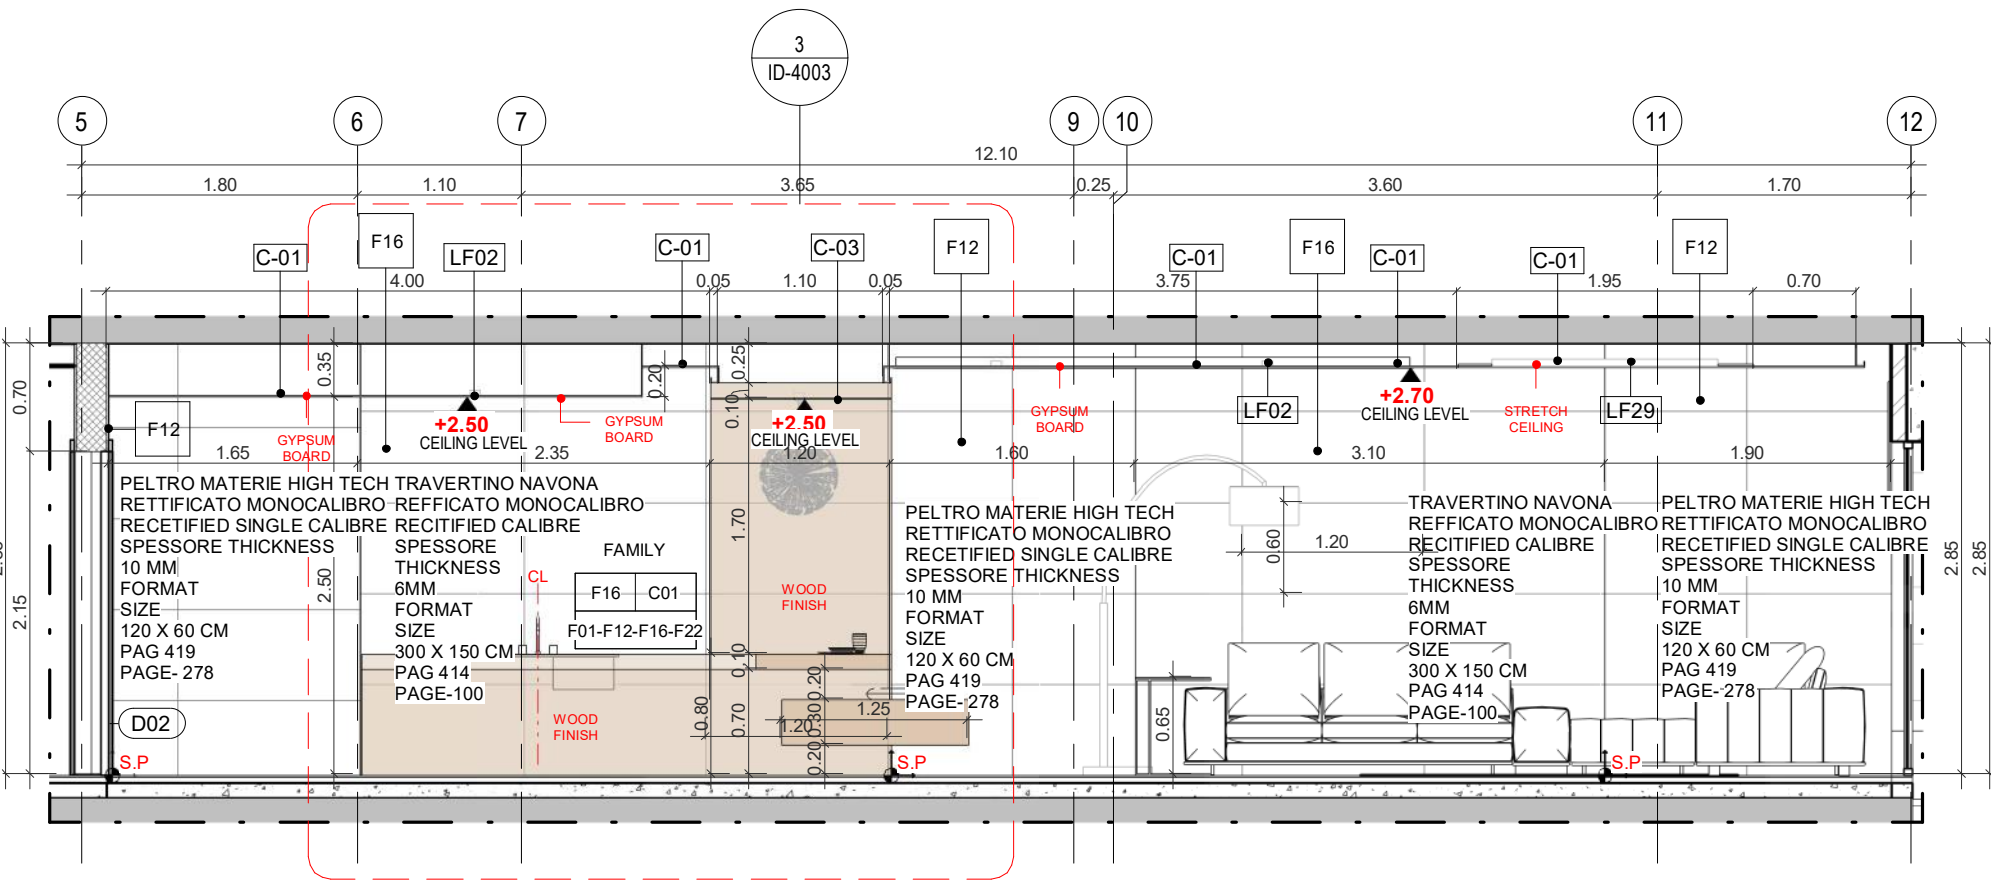 3
ID-4003
5
6
7
9
10
11
12
12.10
1.80
1.10
3.65
0.25
3.60
1.70
C-01
F16
LF02
C-01
C-03
F12
C-01
F16
C-01
C-01
F12
4.00
0.05
1.10
0.05
3.75
1.95
0.70
0.70
0.35
0.20
0.25
0.10
F12
GYPSUM
BOARD
+2.50
CEILING LEVEL
GYPSUM
BOARD
+2.50
CEILING LEVEL
GYPSUM
BOARD
LF02
+2.70
CEILING LEVEL
STRETCH
CEILING
LF29
1.65
2.35
1.20
1.60
3.10
1.90
PELTRO MATERIE HIGH TECH
RETTIFICATO MONOCALIBRO
RECETIFIED SINGLE CALIBRE
SPESSORE THICKNESS
10 MM
FORMAT
SIZE
120 X 60 CM
PAG 419
PAGE- 278
TRAVERTINO NAVONA
REFFICATO MONOCALIBRO
RECITIFIED CALIBRE
SPESSORE
THICKNESS
6MM
FORMAT
SIZE
300 X 150 CM
PAG 414
PAGE-100
FAMILY
F16 C01
F01-F12-F16-F22
CL
WOOD
FINISH
WOOD
FINISH
PELTRO MATERIE HIGH TECH
RETTIFICATO MONOCALIBRO
RECETIFIED SINGLE CALIBRE
SPESSORE THICKNESS
10 MM
FORMAT
SIZE
120 X 60 CM
PAG 419
PAGE- 278
TRAVERTINO NAVONA
REFFICATO MONOCALIBRO
RECITIFIED CALIBRE
SPESSORE
THICKNESS
6MM
FORMAT
SIZE
300 X 150 CM
PAG 414
PAGE-100
PELTRO MATERIE HIGH TECH
RETTIFICATO MONOCALIBRO
RECETIFIED SINGLE CALIBRE
SPESSORE THICKNESS
10 MM
FORMAT
SIZE
120 X 60 CM
PAG 419
PAGE- 278
2.15
2.50
1.70
0.10
0.80
0.70
0.20
0.30
0.20
1.20
1.25
0.60
1.20
0.65
2.85
2.85
D02
S.P
S.P
S.P